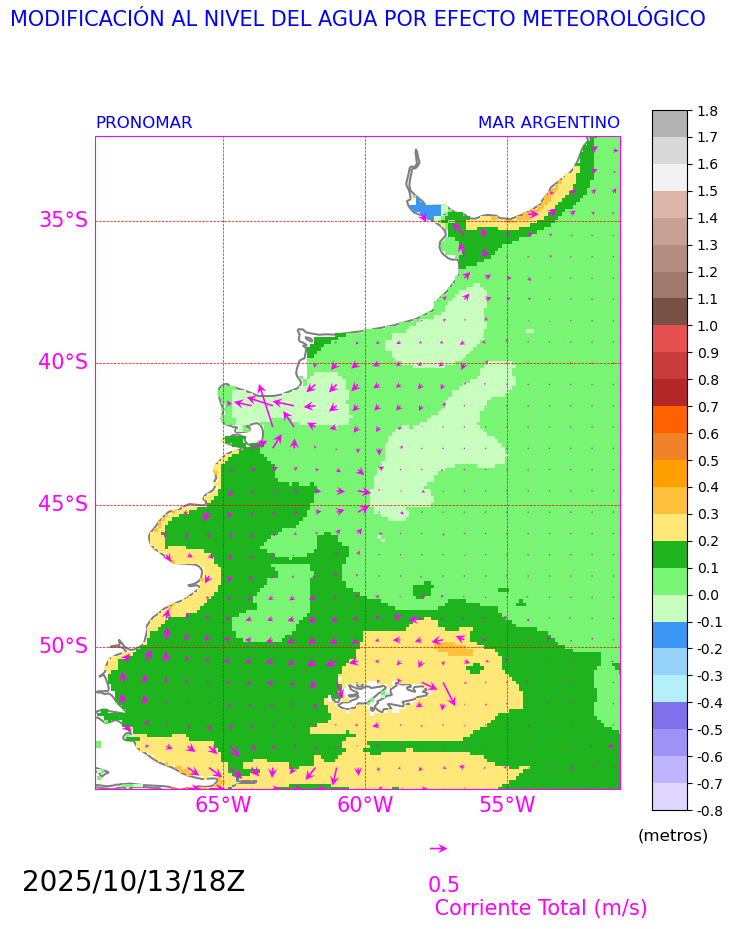 MODIFICACIÓN AL NIVEL DEL AGUA POR EFECTO METEOROLÓGICO
PRONOMAR MAR ARGENTINO
35°S
40°S
45°S
50°S
65°W 60°W 55°W
1.8
1.7
1.6
1.5
1.4
1.3
1.2
1.1
1.0
0.9
0.8
0.7
0.6
0.5
0.4
0.3
0.2
0.1
0.0
-0.1
-0.2
-0.3
-0.4
-0.5
-0.6
-0.7
-0.8
(metros)
2025/10/13/18Z
0.5
Corriente Total (m/s)